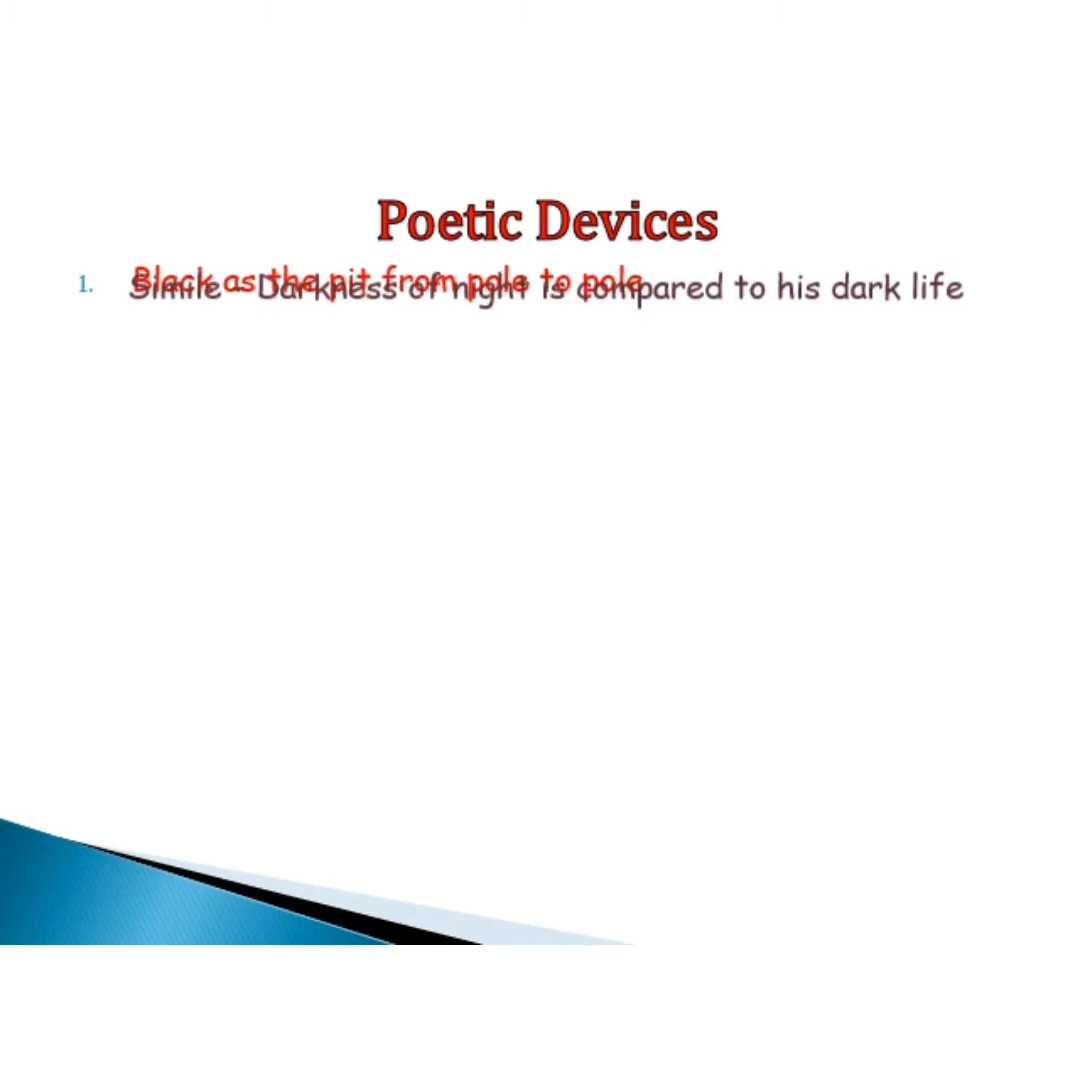 Poetic Devices
1. Black as the pit from pole to pole
Simile – Darkness of night is compared to his dark life